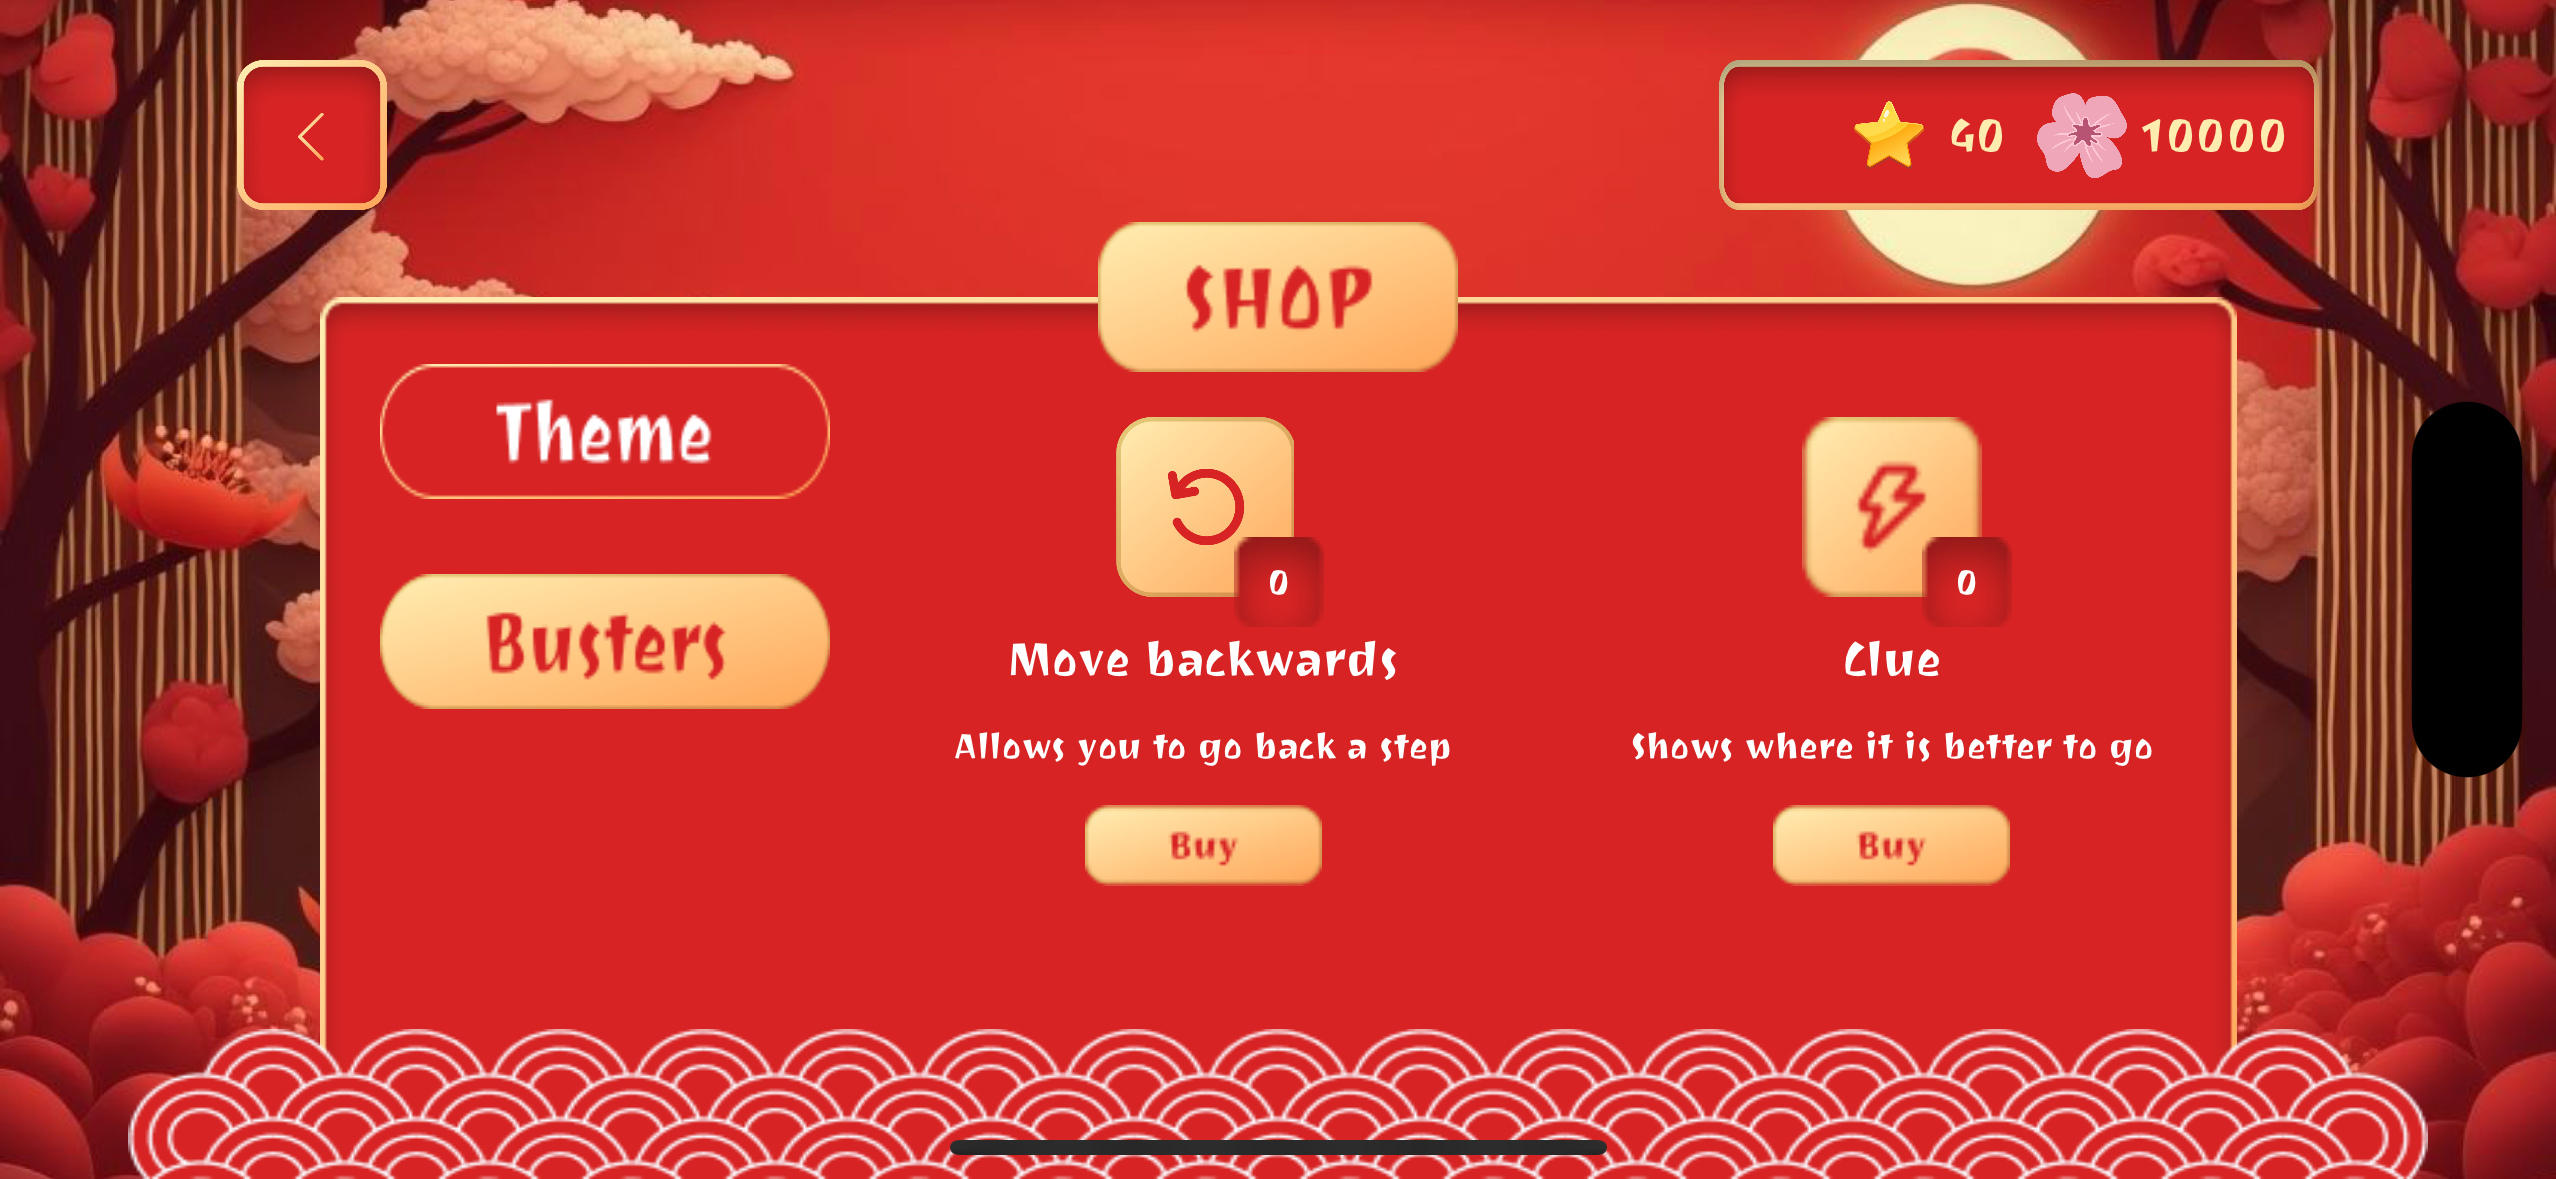 40 10000
SHOP
Theme
Busters
0
Move backwards
Allows you to go back a step
Buy
0
Clue
Shows where it is better to go
Buy